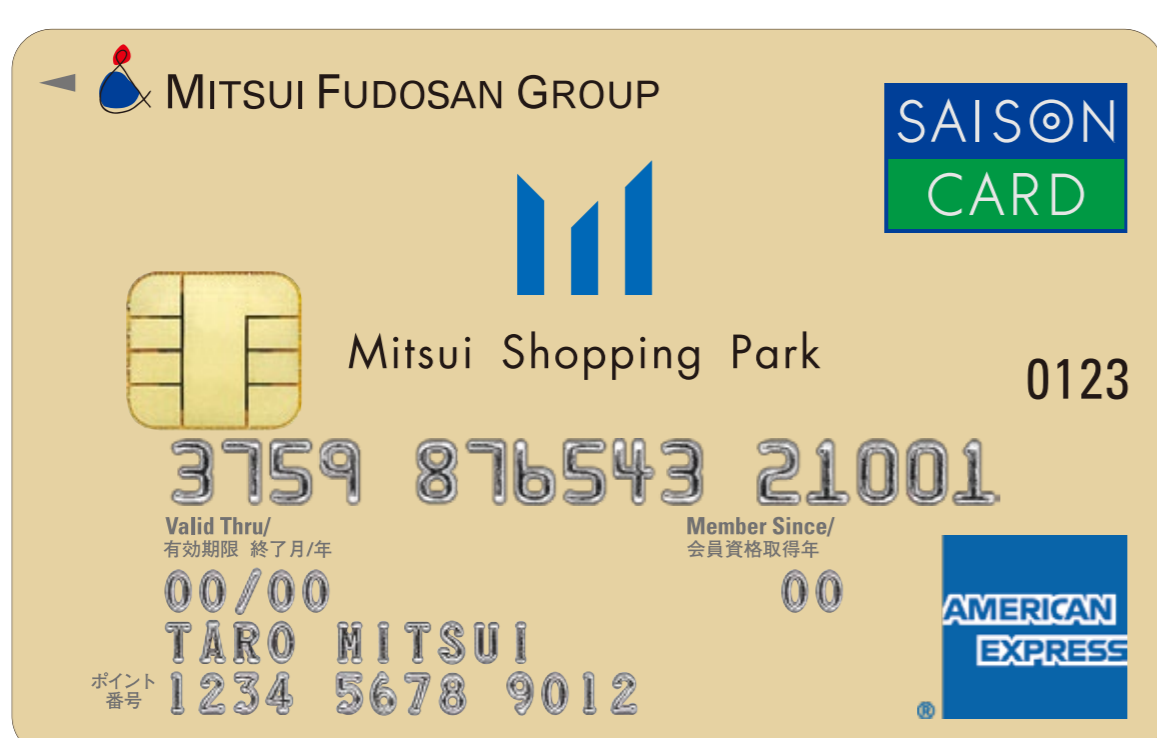 MITSUI FUDOSAN GROUP
SAISON
CARD
Mitsui Shopping Park
0123
3759 876543 21001
Valid Thru/
有効期限 終了月/年
Member Since/
会員資格取得年
00/00
00
TARO MITSUI
ポイント
番号
1234 5678 9012
AMERICAN
EXPRESS
®